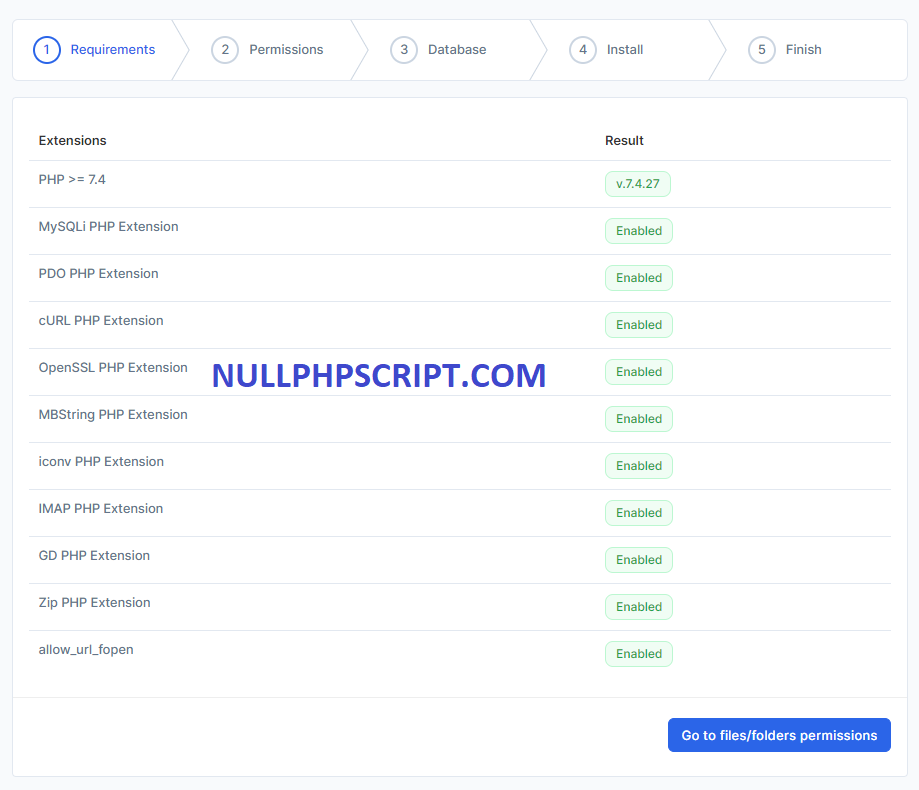 1 Requirements 2 Permissions 3 Database 4 Install 5 Finish
Extensions Result
PHP >= 7.4 v.7.4.27
MySQLi PHP Extension Enabled
PDO PHP Extension Enabled
cURL PHP Extension Enabled
OpenSSL PHP Extension NULLPHPSCRIPT.COM Enabled
MBString PHP Extension Enabled
iconv PHP Extension Enabled
IMAP PHP Extension Enabled
GD PHP Extension Enabled
Zip PHP Extension Enabled
allow_url_fopen Enabled
Go to files/folders permissions